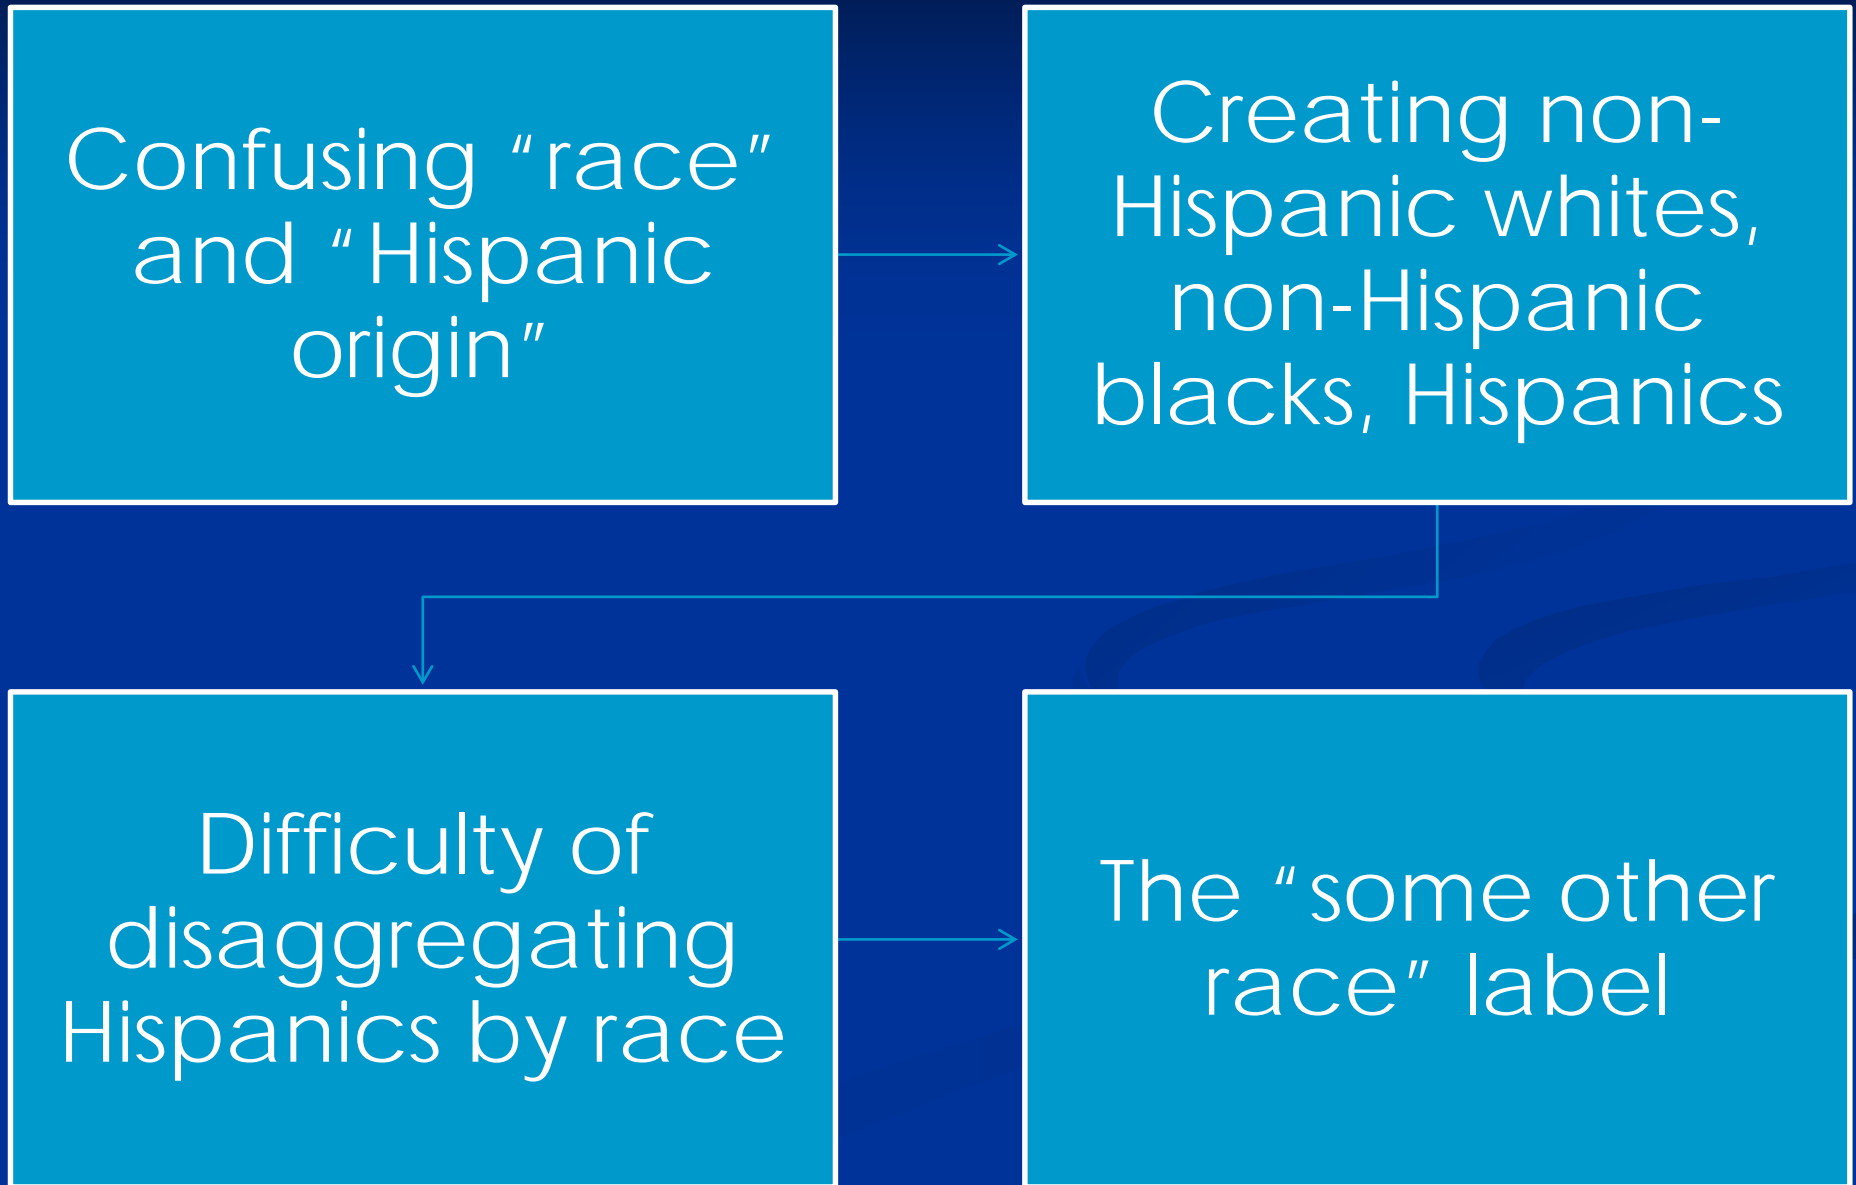 Confusing “race”
and “Hispanic
origin”
Creating non-
Hispanic whites,
non-Hispanic
blacks, Hispanics
Difficulty of
disaggregating
Hispanics by race
The “some other
race” label